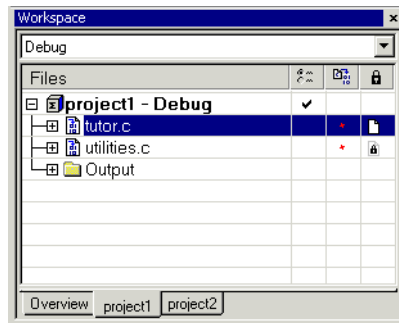 Workspace
Debug
Files
project1 - Debug
tutor.c
utilities.c
Output
Overview project1 project2